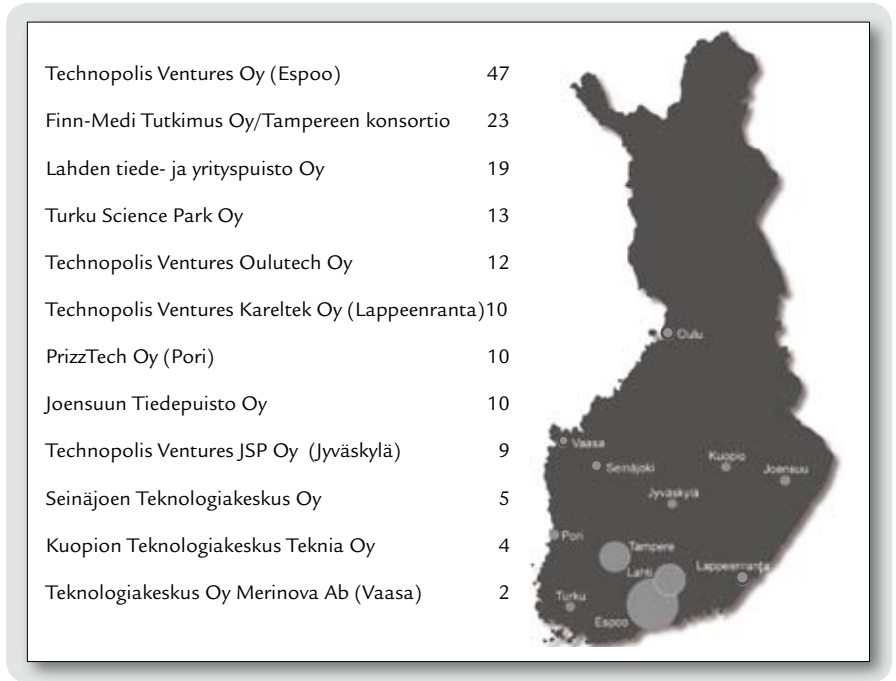 Technopolis Ventures Oy (Espoo) 47
Finn-Medi Tutkimus Oy/Tampereen konsortio 23
Lahden tiede- ja yrityspuisto Oy 19
Turku Science Park Oy 13
Technopolis Ventures Oulutech Oy 12
Technopolis Ventures Kareltek Oy (Lappeenranta)10
PrizzTech Oy (Pori) 10
Joensuun Tiedepuisto Oy 10
Technopolis Ventures JSP Oy (Jyväskylä) 9
Seinäjoen Teknologiakeskus Oy 5
Kuopion Teknologiakeskus Teknia Oy 4
Teknologiakeskus Oy Merinova Ab (Vaasa) 2
Oulu
Vaasa
Seinäjoki
Kuopio
Joensuu
Jyväskylä
Pori
Tampere
Lahti
Lappeenranta
Turku
Espoo